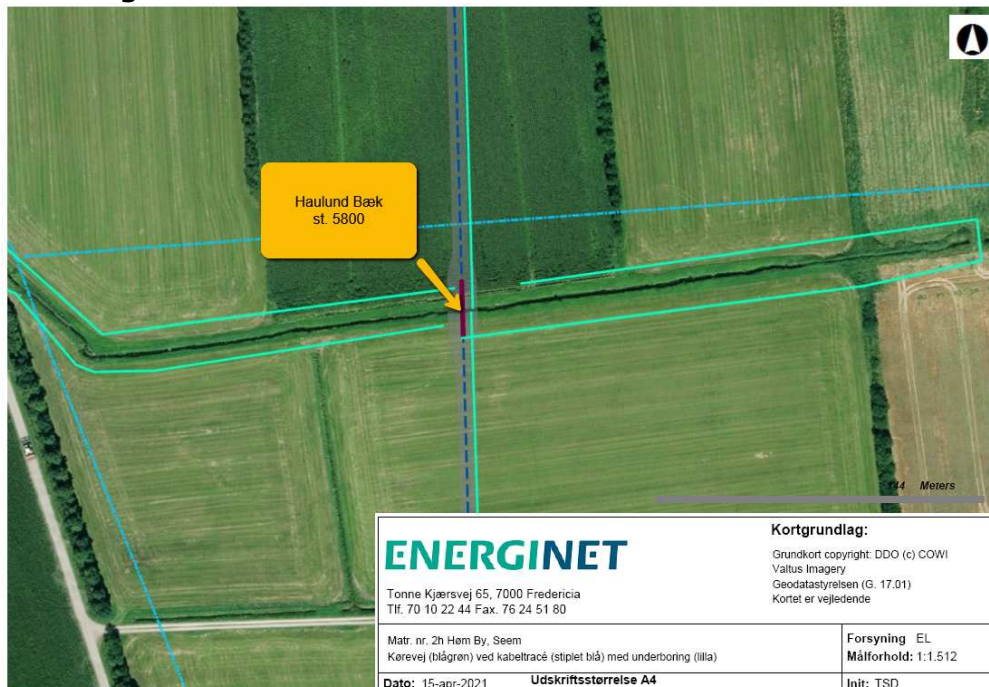 Haulund Bæk
st. 5800
144 Meters
ENERGINET
Tonne Kjærsvej 65, 7000 Fredericia
Tlf. 70 10 22 44 Fax. 76 24 51 80
Kortgrundlag:
Grundkort copyright: DDO (c) COWI
Valtus Imagery
Geodatastyrelsen (G. 17.01)
Kortet er vejledende
Matr. nr. 2h Høm By, Seem
Kørevej (blågrøn) ved kabeltracé (stiplet blå) med underboring (lilla)
Forsyning EL
Målforhold: 1:1.512
Dato: 15-apr-2021 Udskriftsstørrelse A4
Init: TSD